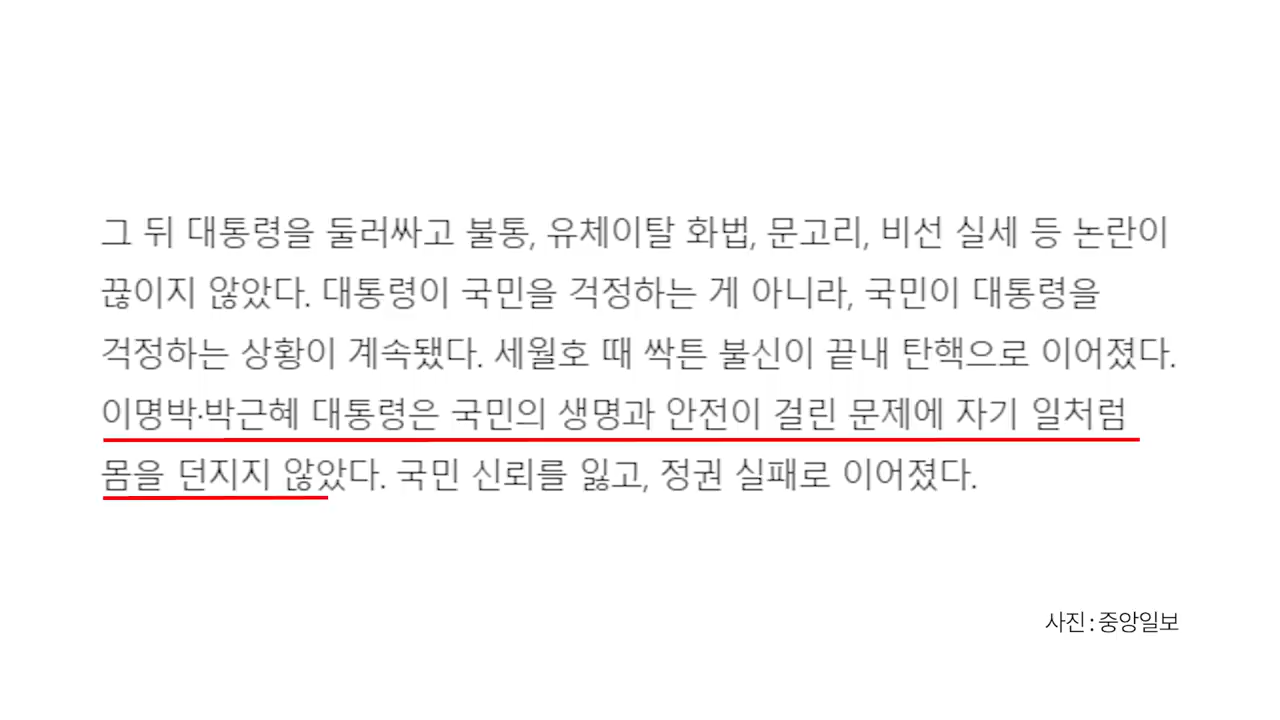 그 뒤 대통령을 둘러싸고 불통, 유체이탈 화법, 문고리, 비선 실세 등 논란이
끊이지 않았다. 대통령이 국민을 걱정하는 게 아니라, 국민이 대통령을
걱정하는 상황이 계속됐다. 세월호 때 싹튼 불신이 끝내 탄핵으로 이어졌다.
이명박·박근혜 대통령은 국민의 생명과 안전이 걸린 문제에 자기 일처럼
몸을 던지지 않았다. 국민 신뢰를 잃고, 정권 실패로 이어졌다.
사진 : 중앙일보